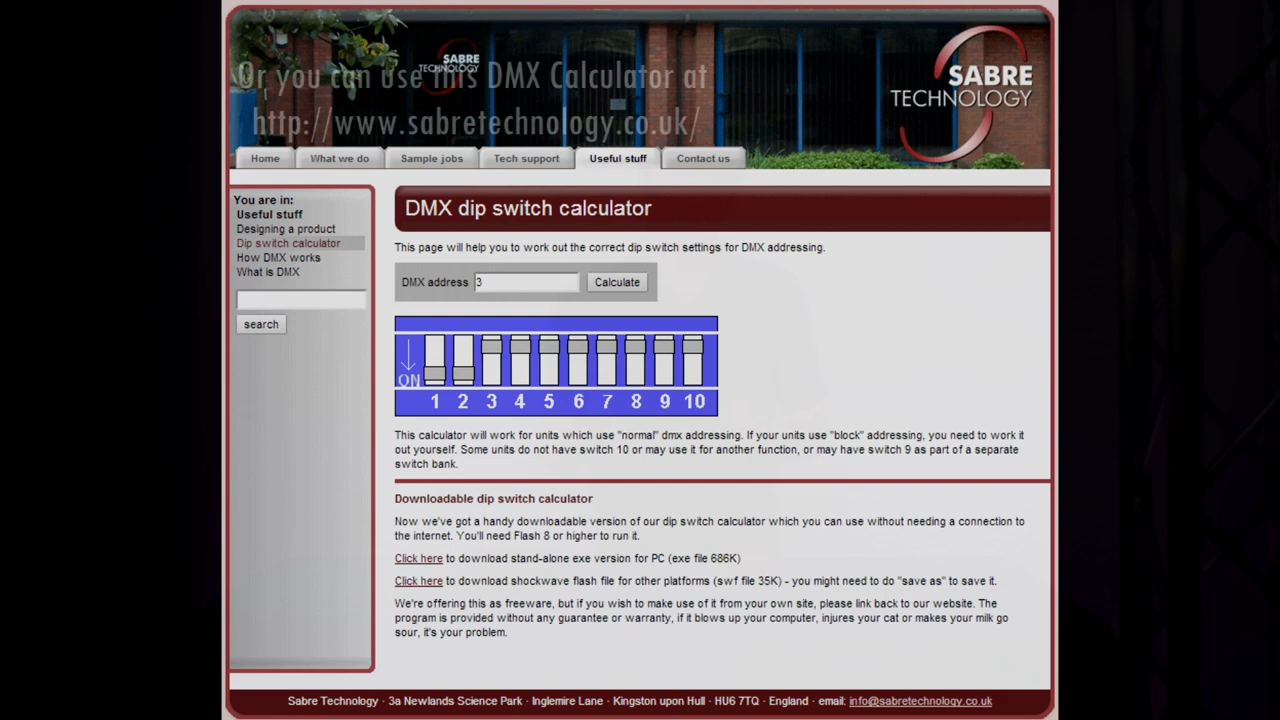 SABRE
TECHNOLOGY
Or you can use this DMX Calculator at
http://www.sabretechnology.co.uk/
SABRE
TECHNOLOGY
Home
What we do
Sample jobs
Tech support
Useful stuff
Contact us
You are in:
Useful stuff
Designing a product
Dip switch calculator
How DMX works
What is DMX
search
DMX dip switch calculator
This page will help you to work out the correct dip switch settings for DMX addressing.
DMX address 3 Calculate
ON
1 2 3 4 5 6 7 8 9 10
This calculator will work for units which use "normal" dmx addressing. If your units use "block" addressing, you need to work it
out yourself. Some units do not have switch 10 or may use it for another function, or may have switch 9 as part of a separate
switch bank.
Downloadable dip switch calculator
Now we've got a handy downloadable version of our dip switch calculator which you can use without needing a connection to
the internet. You'll need Flash 8 or higher to run it.
Click here to download stand-alone exe version for PC (exe file 686K)
Click here to download shockwave flash file for other platforms (swf file 35K) - you might need to do "save as" to save it.
We're offering this as freeware, but if you wish to make use of it from your own site, please link back to our website. The
program is provided without any guarantee or warranty, if it blows up your computer, injures your cat or makes your milk go
sour, it's your problem.
Sabre Technology · 3a Newlands Science Park · Inglemire Lane · Kingston upon Hull · HU6 7TQ · England · email: info@sabretechnology.co.uk